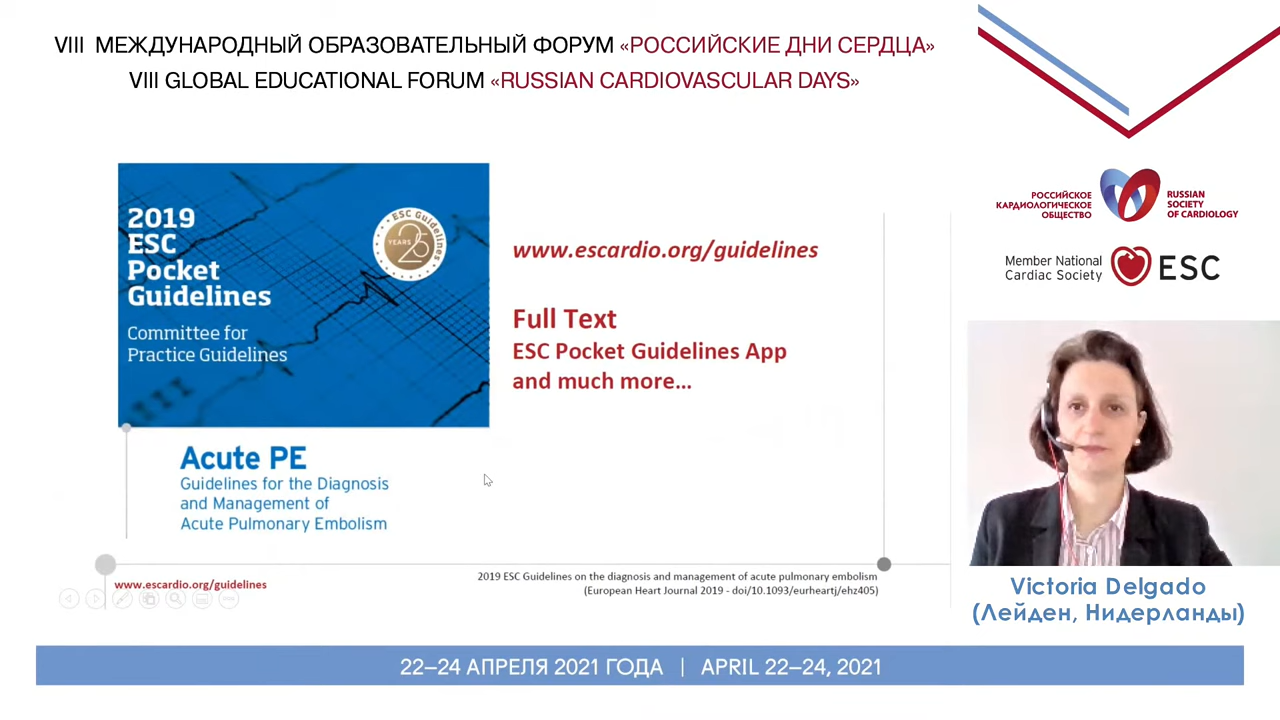 VIII МЕЖДУНАРОДНЫЙ ОБРАЗОВАТЕЛЬНЫЙ ФОРУМ «РОССИЙСКИЕ ДНИ СЕРДЦА»
VIII GLOBAL EDUCATIONAL FORUM «RUSSIAN CARDIOVASCULAR DAYS»
РОССИЙСКОЕ
КАРДИОЛОГИЧЕСКОЕ
ОБЩЕСТВО
RUSSIAN
SOCIETY
OF CARDIOLOGY
Member National
Cardiac Society
ESC
2019
ESC
Pocket
Guidelines
Committee for
Practice Guidelines
ESC Guidelines
YEARS 25
www.escardio.org/guidelines
Full Text
ESC Pocket Guidelines App
and much more...
Acute PE
Guidelines for the Diagnosis
and Management of
Acute Pulmonary Embolism
www.escardio.org/guidelines
2019 ESC Guidelines on the diagnosis and management of acute pulmonary embolism
(European Heart Journal 2019 - doi/10.1093/eurheartj/ehz405)
Victoria Delgado
(Лейден, Нидерланды)
22–24 АПРЕЛЯ 2021 ГОДА | APRIL 22–24, 2021